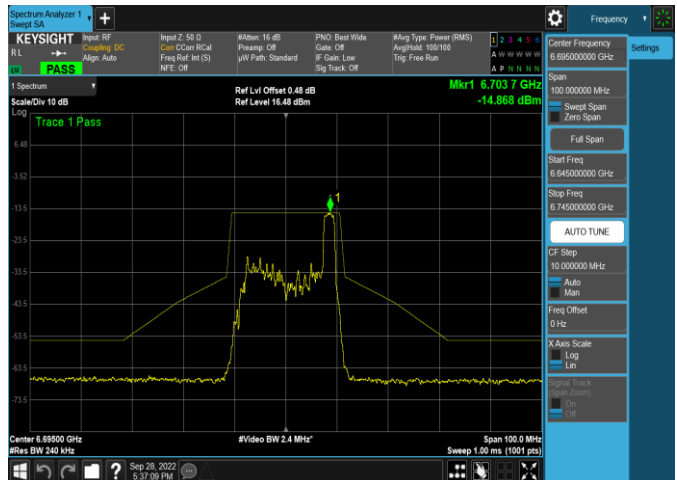 Spectrum Analyzer 1
Swept SA
Frequency
KEYSIGHT
RL
LW
PASS
Input: RF
Coupling: DC
Align: Auto
Input Z: 50 Ω
Corr CCorr RCal
Freq Ref: Int (S)
NFE: Off
#Atten: 16 dB
Preamp: Off
µW Path: Standard
PNO: Best Wide
Gate: Off
IF Gain: Low
Sig Track: Off
#Avg Type: Power (RMS)
Avg|Hold: 100/100
Trig: Free Run
1 2 3 4 5 6
A W W W W W
A P N N N N
1 Spectrum
Scale/Div 10 dB
Log
Ref Lvl Offset 0.48 dB
Ref Level 16.48 dBm
Mkr1 6.703 7 GHz
-14.868 dBm
Trace 1 Pass
6.48
-3.52
-13.5
-23.5
-33.5
-43.5
-53.5
-63.5
-73.5
1
Center 6.69500 GHz
#Res BW 240 kHz
#Video BW 2.4 MHz*
Span 100.0 MHz
Sweep 1.00 ms (1001 pts)
Sep 28, 2022
5:37:09 PM
?
Center Frequency
6.695000000 GHz
Settings
Span
100.000000 MHz
Swept Span
Zero Span
Full Span
Start Freq
6.645000000 GHz
Stop Freq
6.745000000 GHz
AUTO TUNE
CF Step
10.000000 MHz
Auto
Man
Freq Offset
0 Hz
X Axis Scale
Log
Lin
Signal Track
(Span Zoom)
On
Off